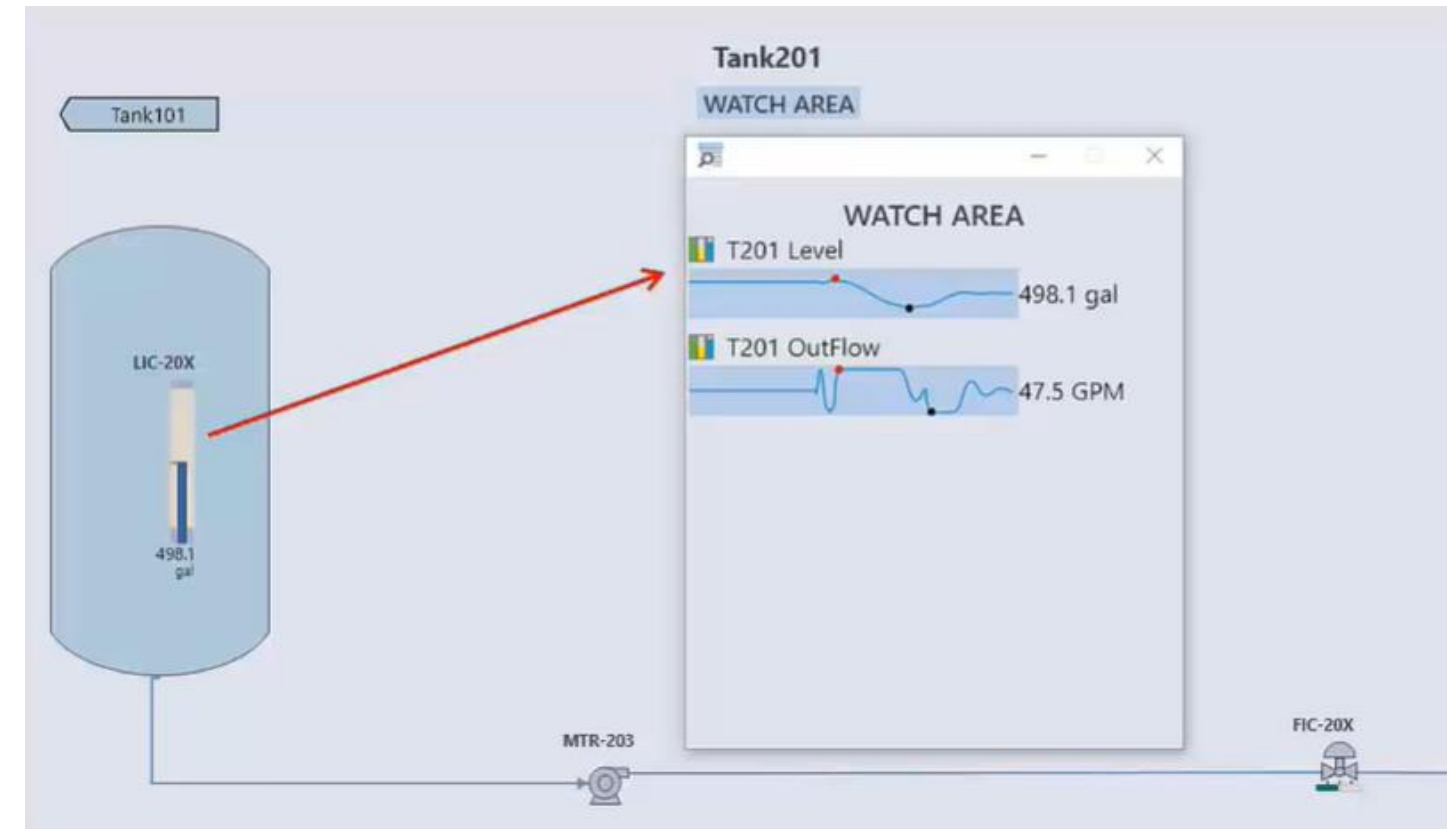 Tank201
WATCH AREA
Tank101
WATCH AREA
T201 Level
498.1 gal
T201 OutFlow
47.5 GPM
LIC-20X
498.1
gal
MTR-203
FIC-20X